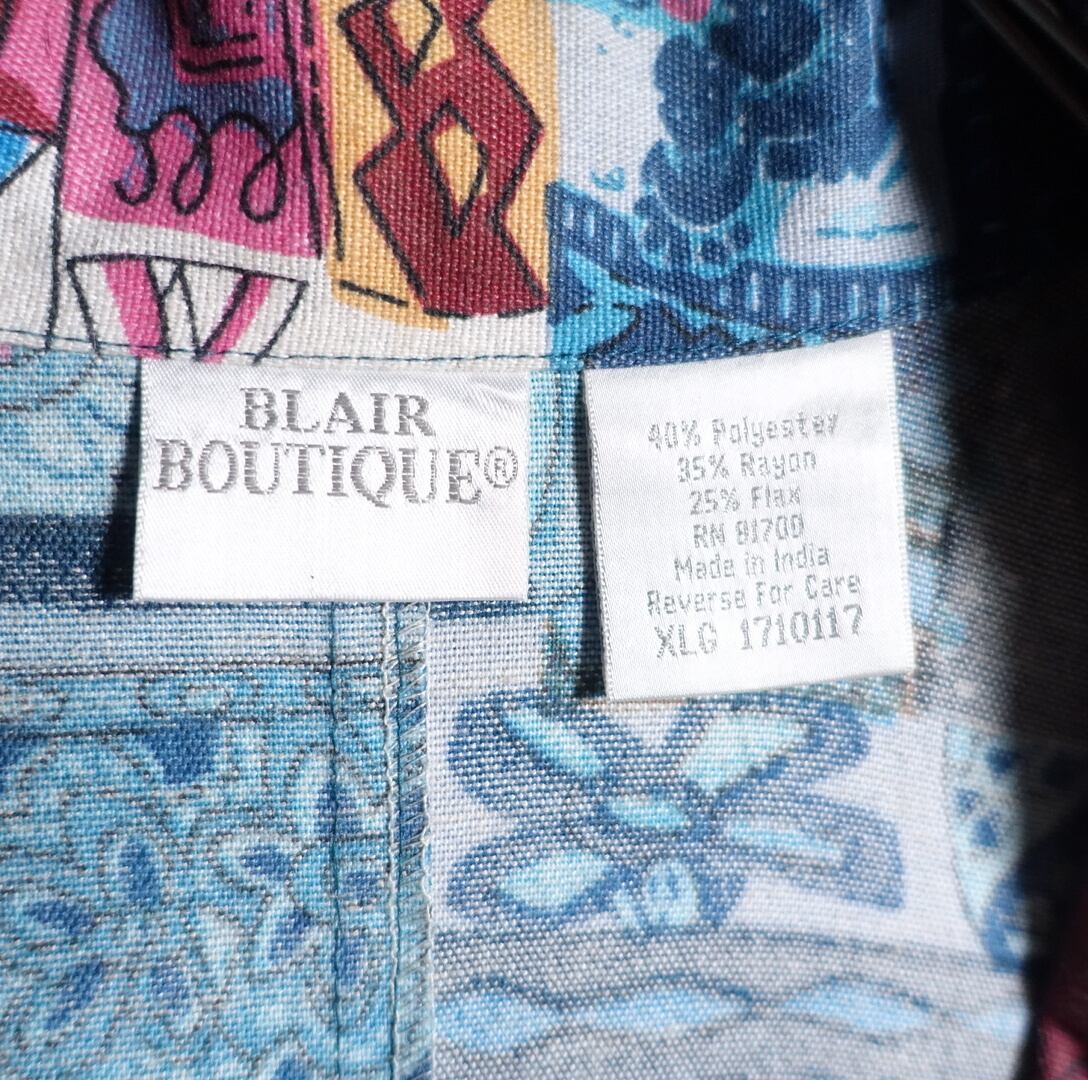 BLAIR
BOUTIQUE®
40% Polyester
35% Rayon
25% Flax
RN 81700
Made in India
Reverse For Care
XLG 1710117